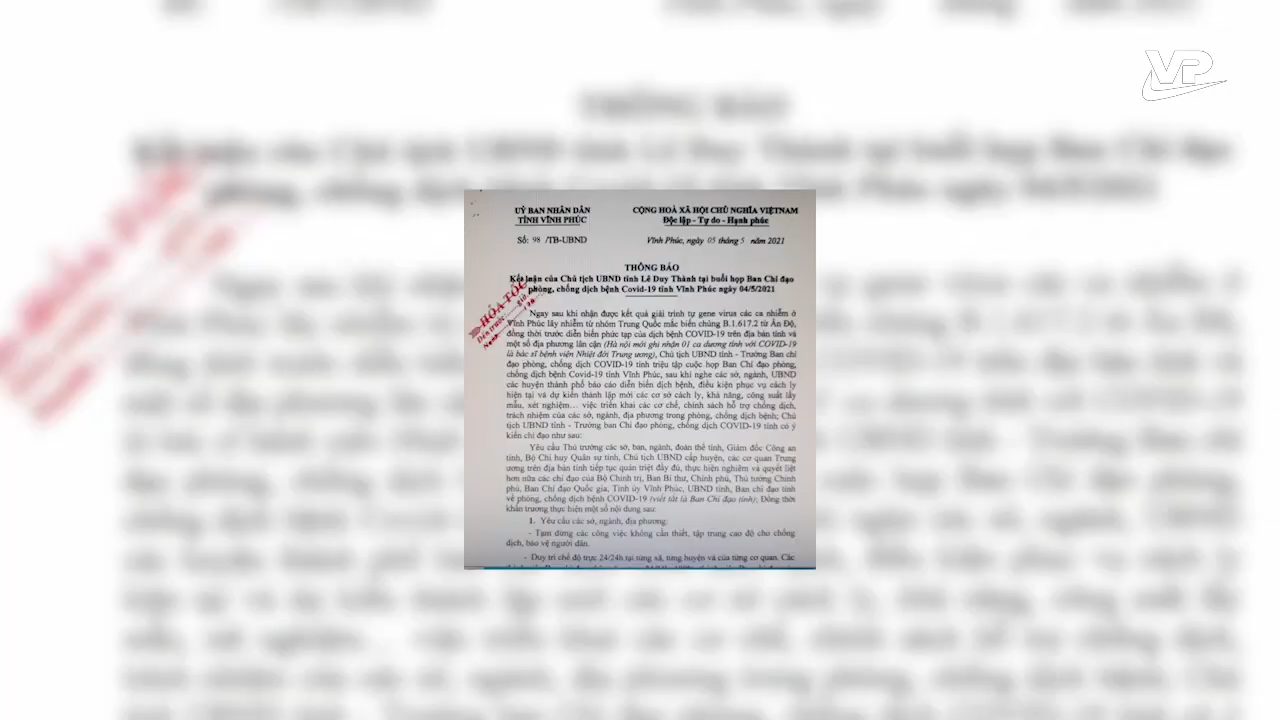 VP
ỦY BAN NHÂN DÂN
TỈNH VĨNH PHÚC
CỘNG HOÀ XÃ HỘI CHỦ NGHĨA VIỆT NAM
Độc lập - Tự do - Hạnh phúc
Số: 98 /TB-UBND
Vĩnh Phúc, ngày 05 tháng 5 năm 2021
THÔNG BÁO
Kết luận của Chủ tịch UBND tỉnh Lê Duy Thành tại buổi họp Ban Chỉ đạo
phòng, chống dịch bệnh Covid-19 tỉnh Vĩnh Phúc ngày 04/5/2021
HỎA TỐC
Ngay sau khi nhận được kết quả giải trình tự gene virus các ca nhiễm ở
Vĩnh Phúc lây nhiễm từ nhóm Trung Quốc mắc biến chủng B.1.617.2 từ Ấn Độ,
đồng thời trước diễn biến phức tạp của dịch bệnh COVID-19 trên địa bàn tỉnh và
một số địa phương lân cận (Hà nội mới ghi nhận 01 ca dương tính với COVID-19
là bác sĩ bệnh viện Nhiệt đới Trung ương), Chủ tịch UBND tỉnh - Trưởng Ban chỉ
đạo phòng, chống dịch COVID-19 tỉnh triệu tập cuộc họp Ban Chỉ đạo phòng,
chống dịch bệnh Covid-19 tỉnh Vĩnh Phúc, sau khi nghe các sở, ngành, UBND
các huyện thành phố báo cáo diễn biến dịch bệnh, điều kiện phục vụ cách ly
hiện tại và dự kiến thành lập mới các cơ sở cách ly, khả năng, công suất lấy
mẫu, xét nghiệm… việc triển khai các cơ chế, chính sách hỗ trợ chống dịch,
trách nhiệm của các sở, ngành, địa phương trong phòng, chống dịch bệnh; Chủ
tịch UBND tỉnh - Trưởng ban Chỉ đạo phòng, chống dịch COVID-19 tỉnh có ý
kiến chỉ đạo như sau:
Yêu cầu Thủ trưởng các sở, ban, ngành, đoàn thể tỉnh, Giám đốc Công an
tỉnh, Bộ Chỉ huy Quân sự tỉnh, Chủ tịch UBND cấp huyện, các cơ quan Trung
ương trên địa bàn tỉnh tiếp tục quán triệt đầy đủ, thực hiện nghiêm và quyết liệt
hơn nữa các chỉ đạo của Bộ Chính trị, Ban Bí thư, Chính phủ, Thủ tướng Chính
phủ, Ban Chỉ đạo Quốc gia, Tỉnh ủy Vĩnh Phúc, UBND tỉnh, Ban chỉ đạo tỉnh
về phòng, chống dịch bệnh COVID-19 (viết tắt là Ban Chỉ đạo tỉnh); Đồng thời
khẩn trương thực hiện một số nội dung sau:
1. Yêu cầu các sở, ngành, địa phương:
- Tạm dừng các công việc không cần thiết, tập trung cao độ cho chống
dịch, bảo vệ người dân.
- Duy trì chế độ trực 24/24h tại từng xã, từng huyện và của từng cơ quan. Các